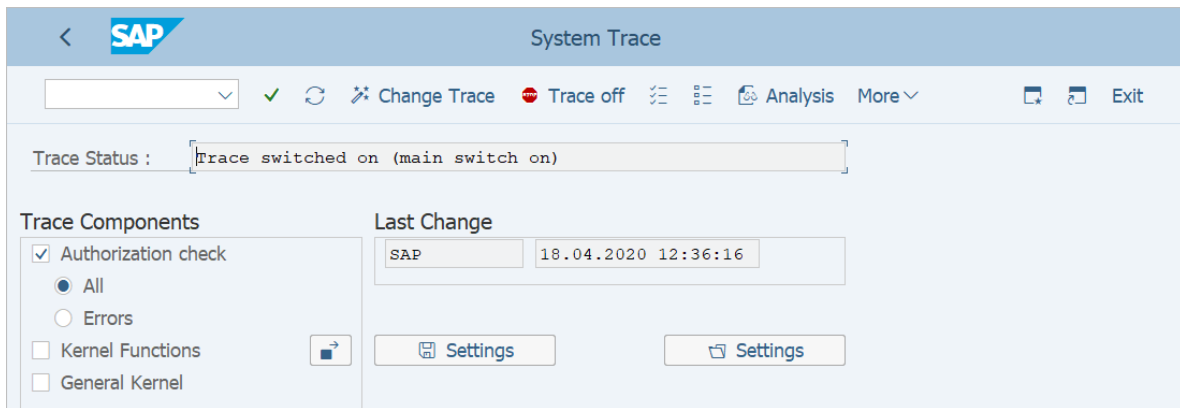 SAP System Trace
Change Trace Trace off Analysis More Exit
Trace Status : Trace switched on (main switch on)
Trace Components Last Change
Authorization check SAP 18.04.2020 12:36:16
All
Errors
Kernel Functions Settings Settings
General Kernel